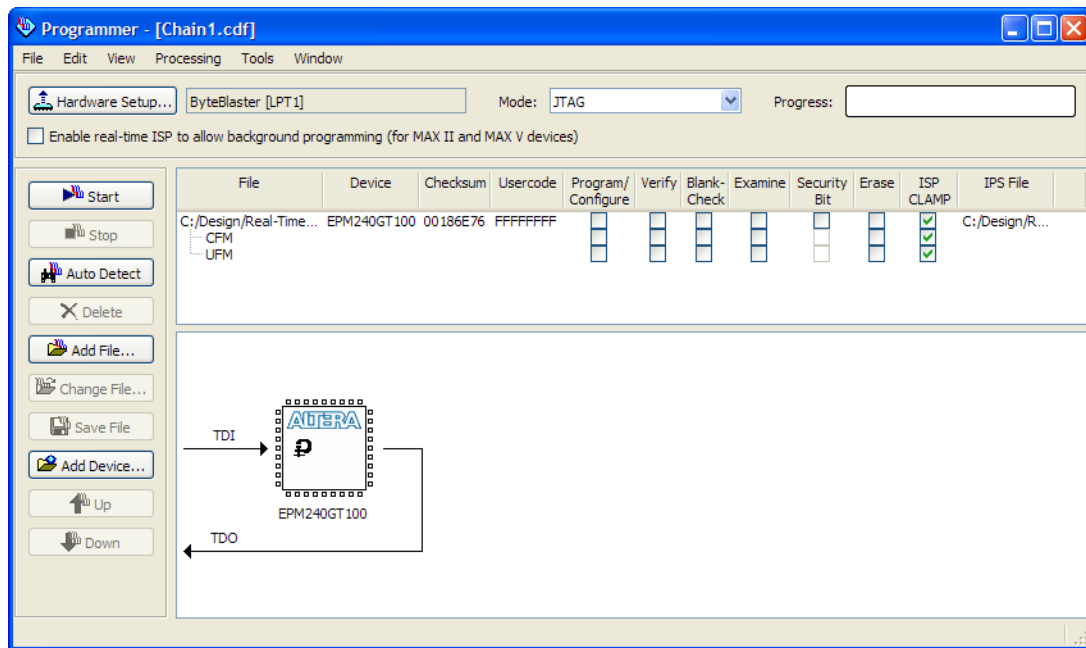 Programmer - [Chain1.cdf]
File Edit View Processing Tools Window
Hardware Setup... ByteBlaster [LPT1] Mode: JTAG Progress:
Enable real-time ISP to allow background programming (for MAX II and MAX V devices)
Start
Stop
Auto Detect
Delete
Add File...
Change File...
Save File
Add Device...
Up
Down
File Device Checksum Usercode Program/ Verify Blank- Examine Security Erase ISP IPS File
Configure Check Bit CLAMP
C:/Design/Real-Time... EPM240GT100 00186E76 FFFFFFFF C:/Design/R...
CFM
UFM
ALTERA
TDI
EPM240GT100
TDO